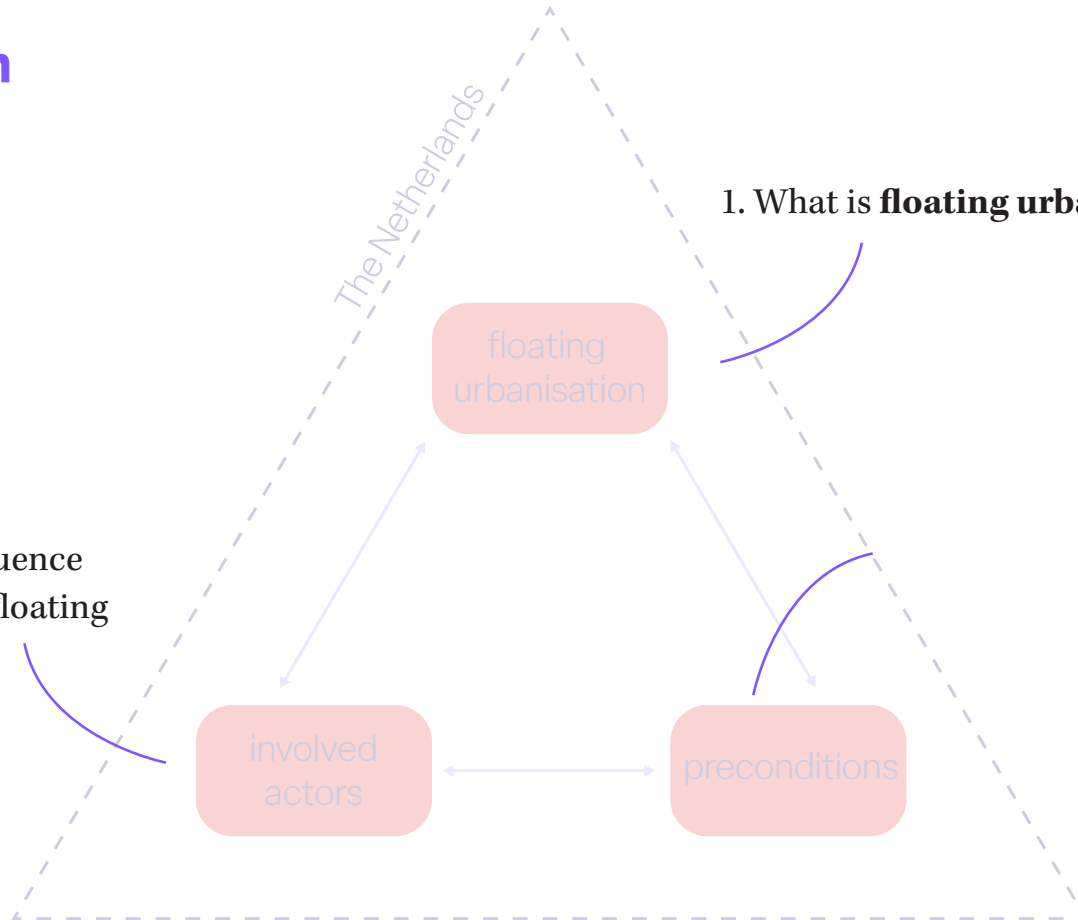 n
The Netherlands
1. What is floating urba
floating
urbanisation
uence
loating
involved
actors
preconditions